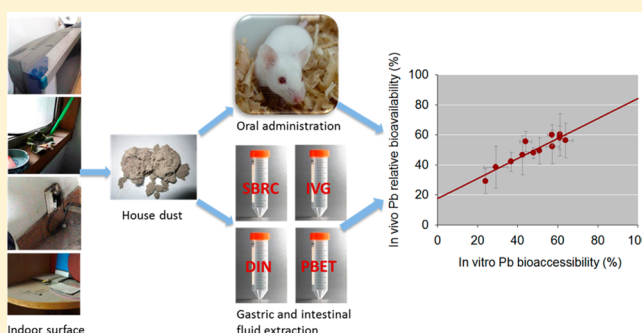 Indoor surface
House dust
Oral administration
SBRC IVG
DIN PBET
Gastric and intestinal
fluid extraction
In vivo Pb relative bioavailability (%)
100
80
60
40
20
0
0 20 40 60 80 100
In vitro Pb bioaccessibility (%)